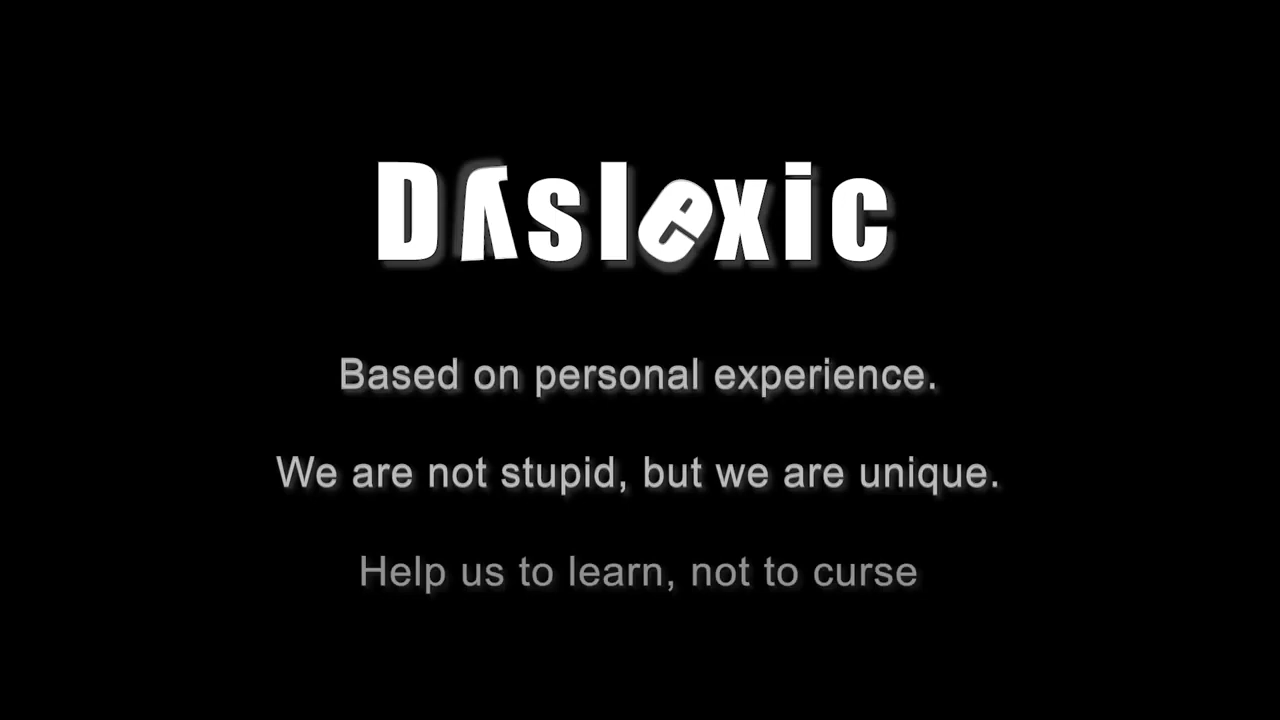 Dyslexic
Based on personal experience.
We are not stupid, but we are unique.
Help us to learn, not to curse